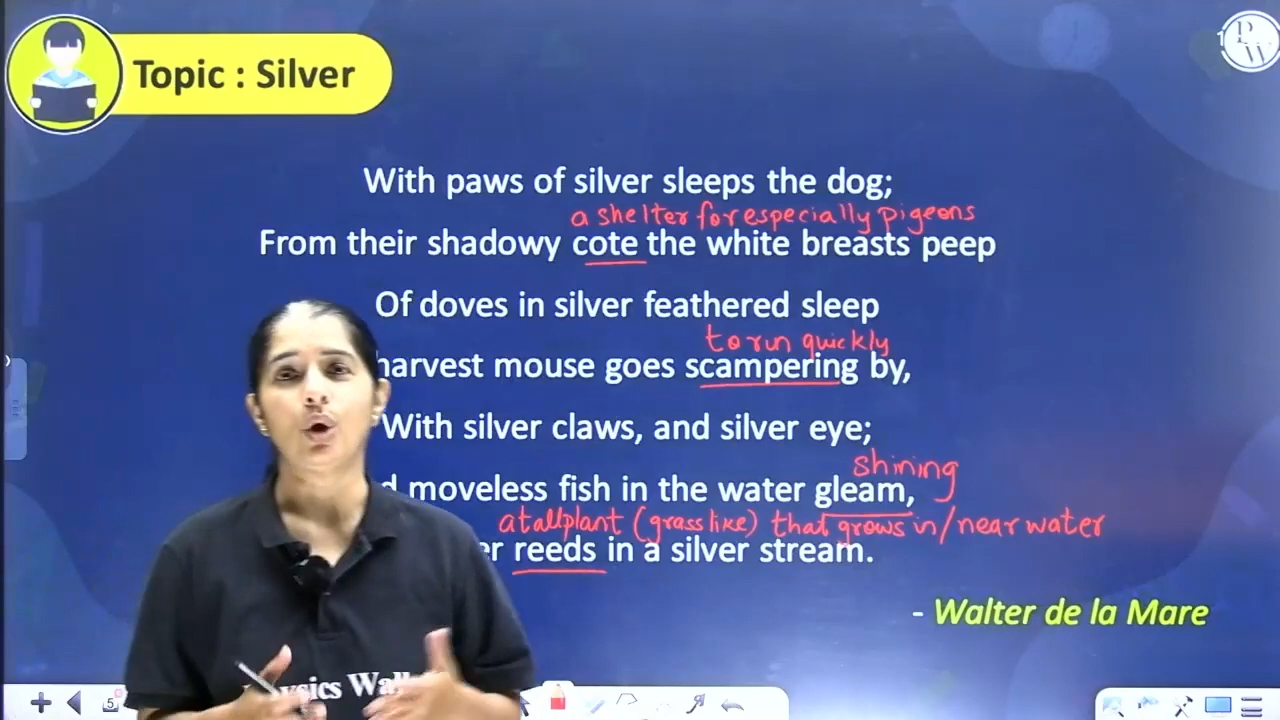 Topic : Silver
PW
With paws of silver sleeps the dog;
a shelter for especially pigeons
From their shadowy cote the white breasts peep
Of doves in silver feathered sleep
to run quickly
harvest mouse goes scampering by,
With silver claws, and silver eye;
shining
moveless fish in the water gleam,
a tall plant (grass like) that grows in/near water
reeds in a silver stream.
- Walter de la Mare
5